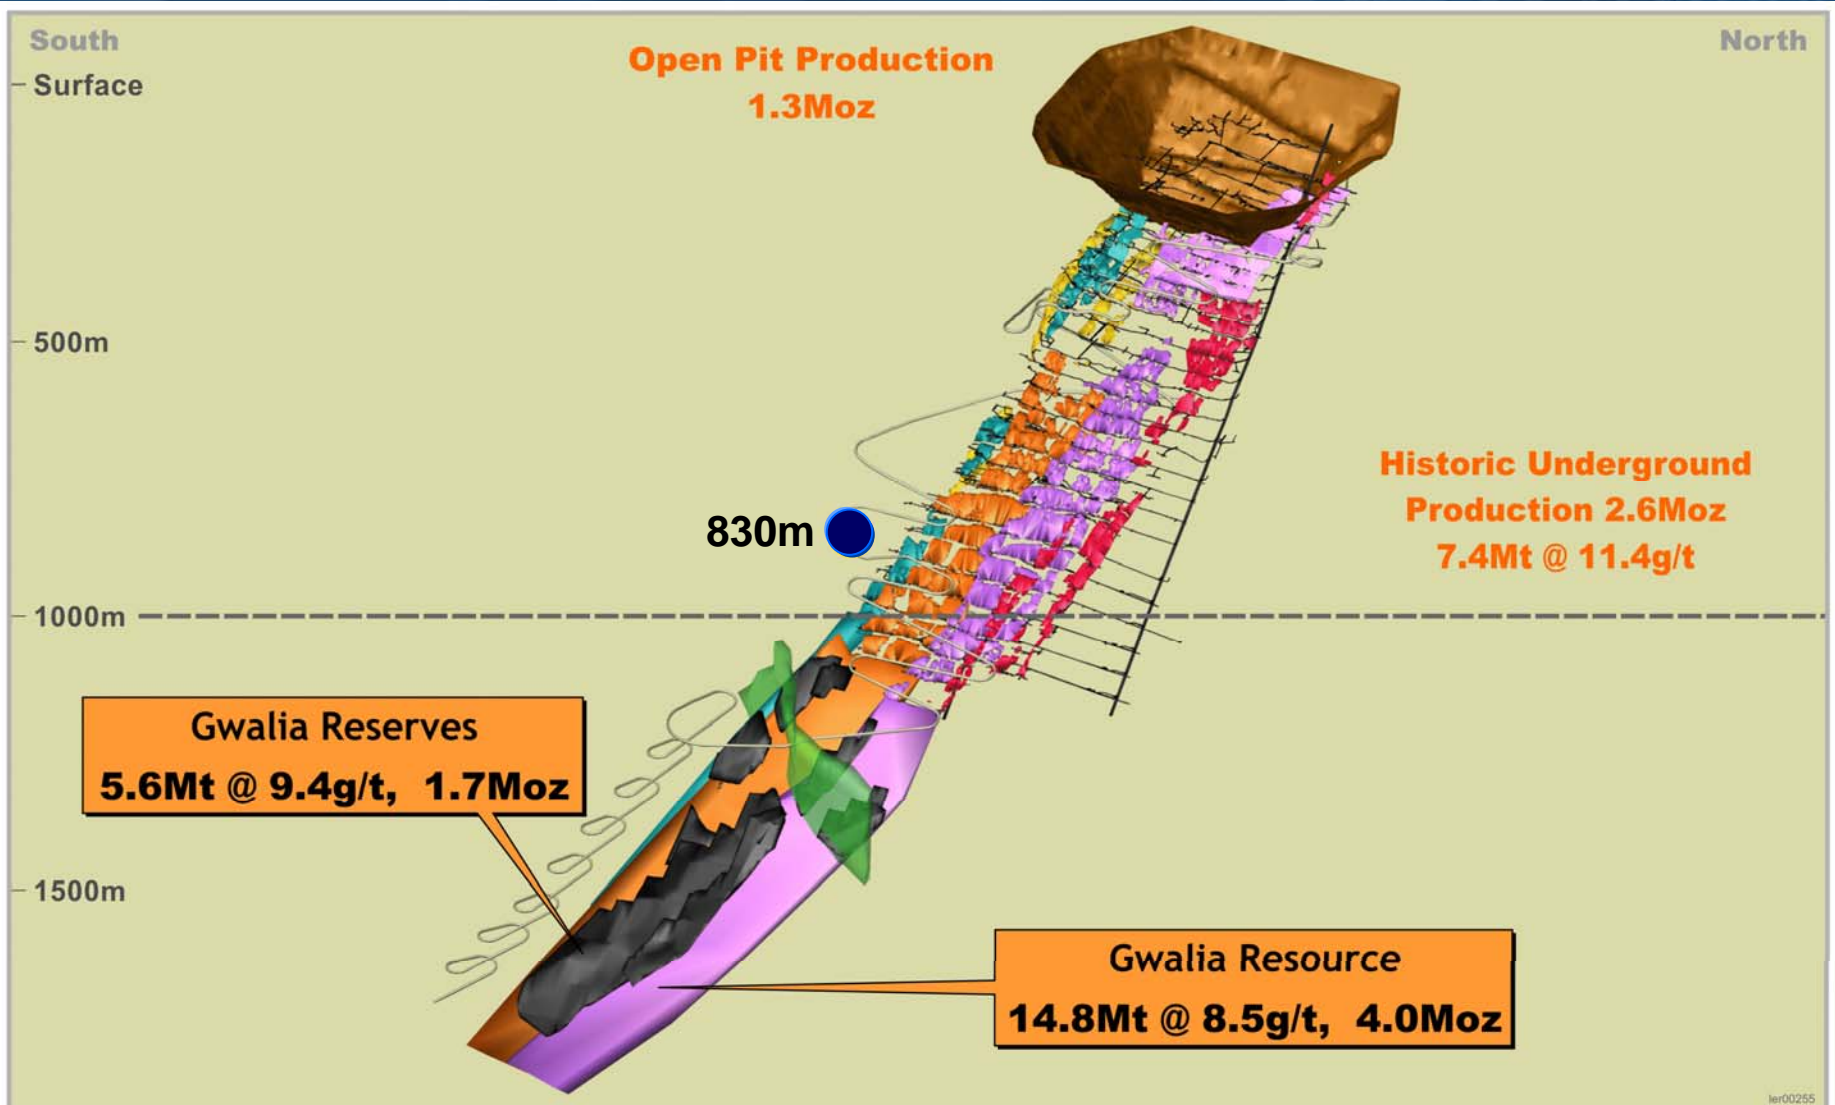 South
North
Surface
Open Pit Production
1.3Moz
500m
Historic Underground
Production 2.6Moz
7.4Mt @ 11.4g/t
830m
1000m
Gwalia Reserves
5.6Mt @ 9.4g/t, 1.7Moz
1500m
Gwalia Resource
14.8Mt @ 8.5g/t, 4.0Moz
ler00255